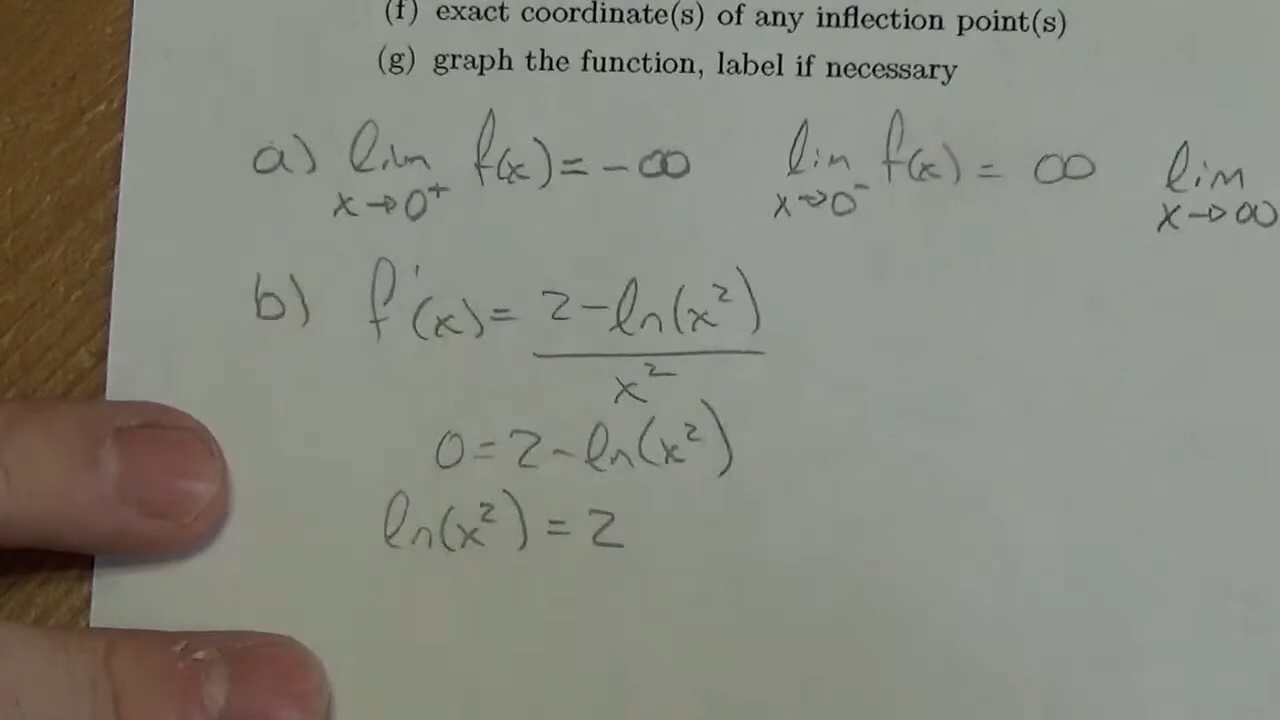 (f) exact coordinate(s) of any inflection point(s)
(g) graph the function, label if necessary
a) lim x→0⁺ f(x) = -∞ lim x→0⁻ f(x) = ∞ lim x→∞
b) f'(x) = 2-ln(x²) / x²
0 = 2-ln(x²)
ln(x²) = 2